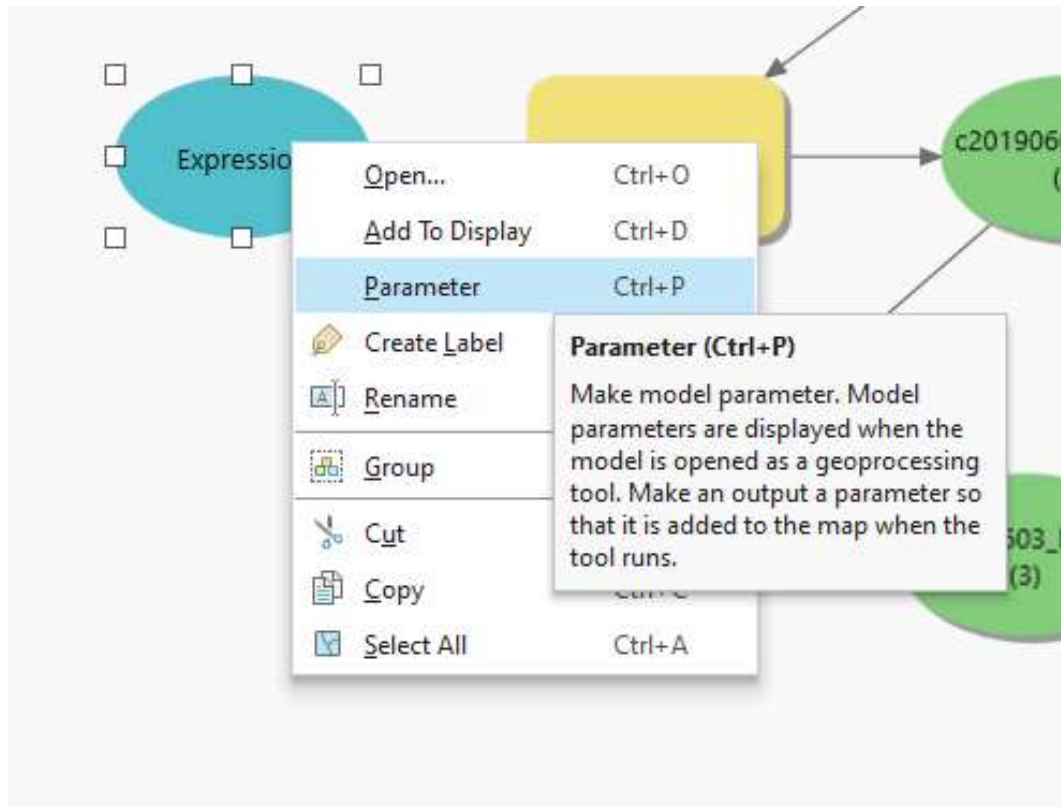 Expressio
c201906
(
Open... Ctrl+O
Add To Display Ctrl+D
Parameter Ctrl+P
Create Label
Rename
Group
Cut
Copy
Select All Ctrl+A
Parameter (Ctrl+P)
Make model parameter. Model
parameters are displayed when the
model is opened as a geoprocessing
tool. Make an output a parameter so
that it is added to the map when the
tool runs.
503_
(3)